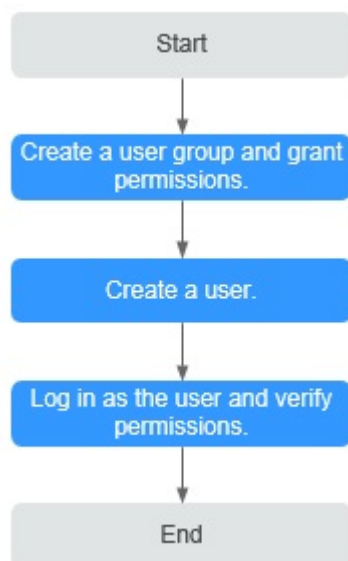 Start
Create a user group and grant
permissions.
Create a user.
Log in as the user and verify
permissions.
End